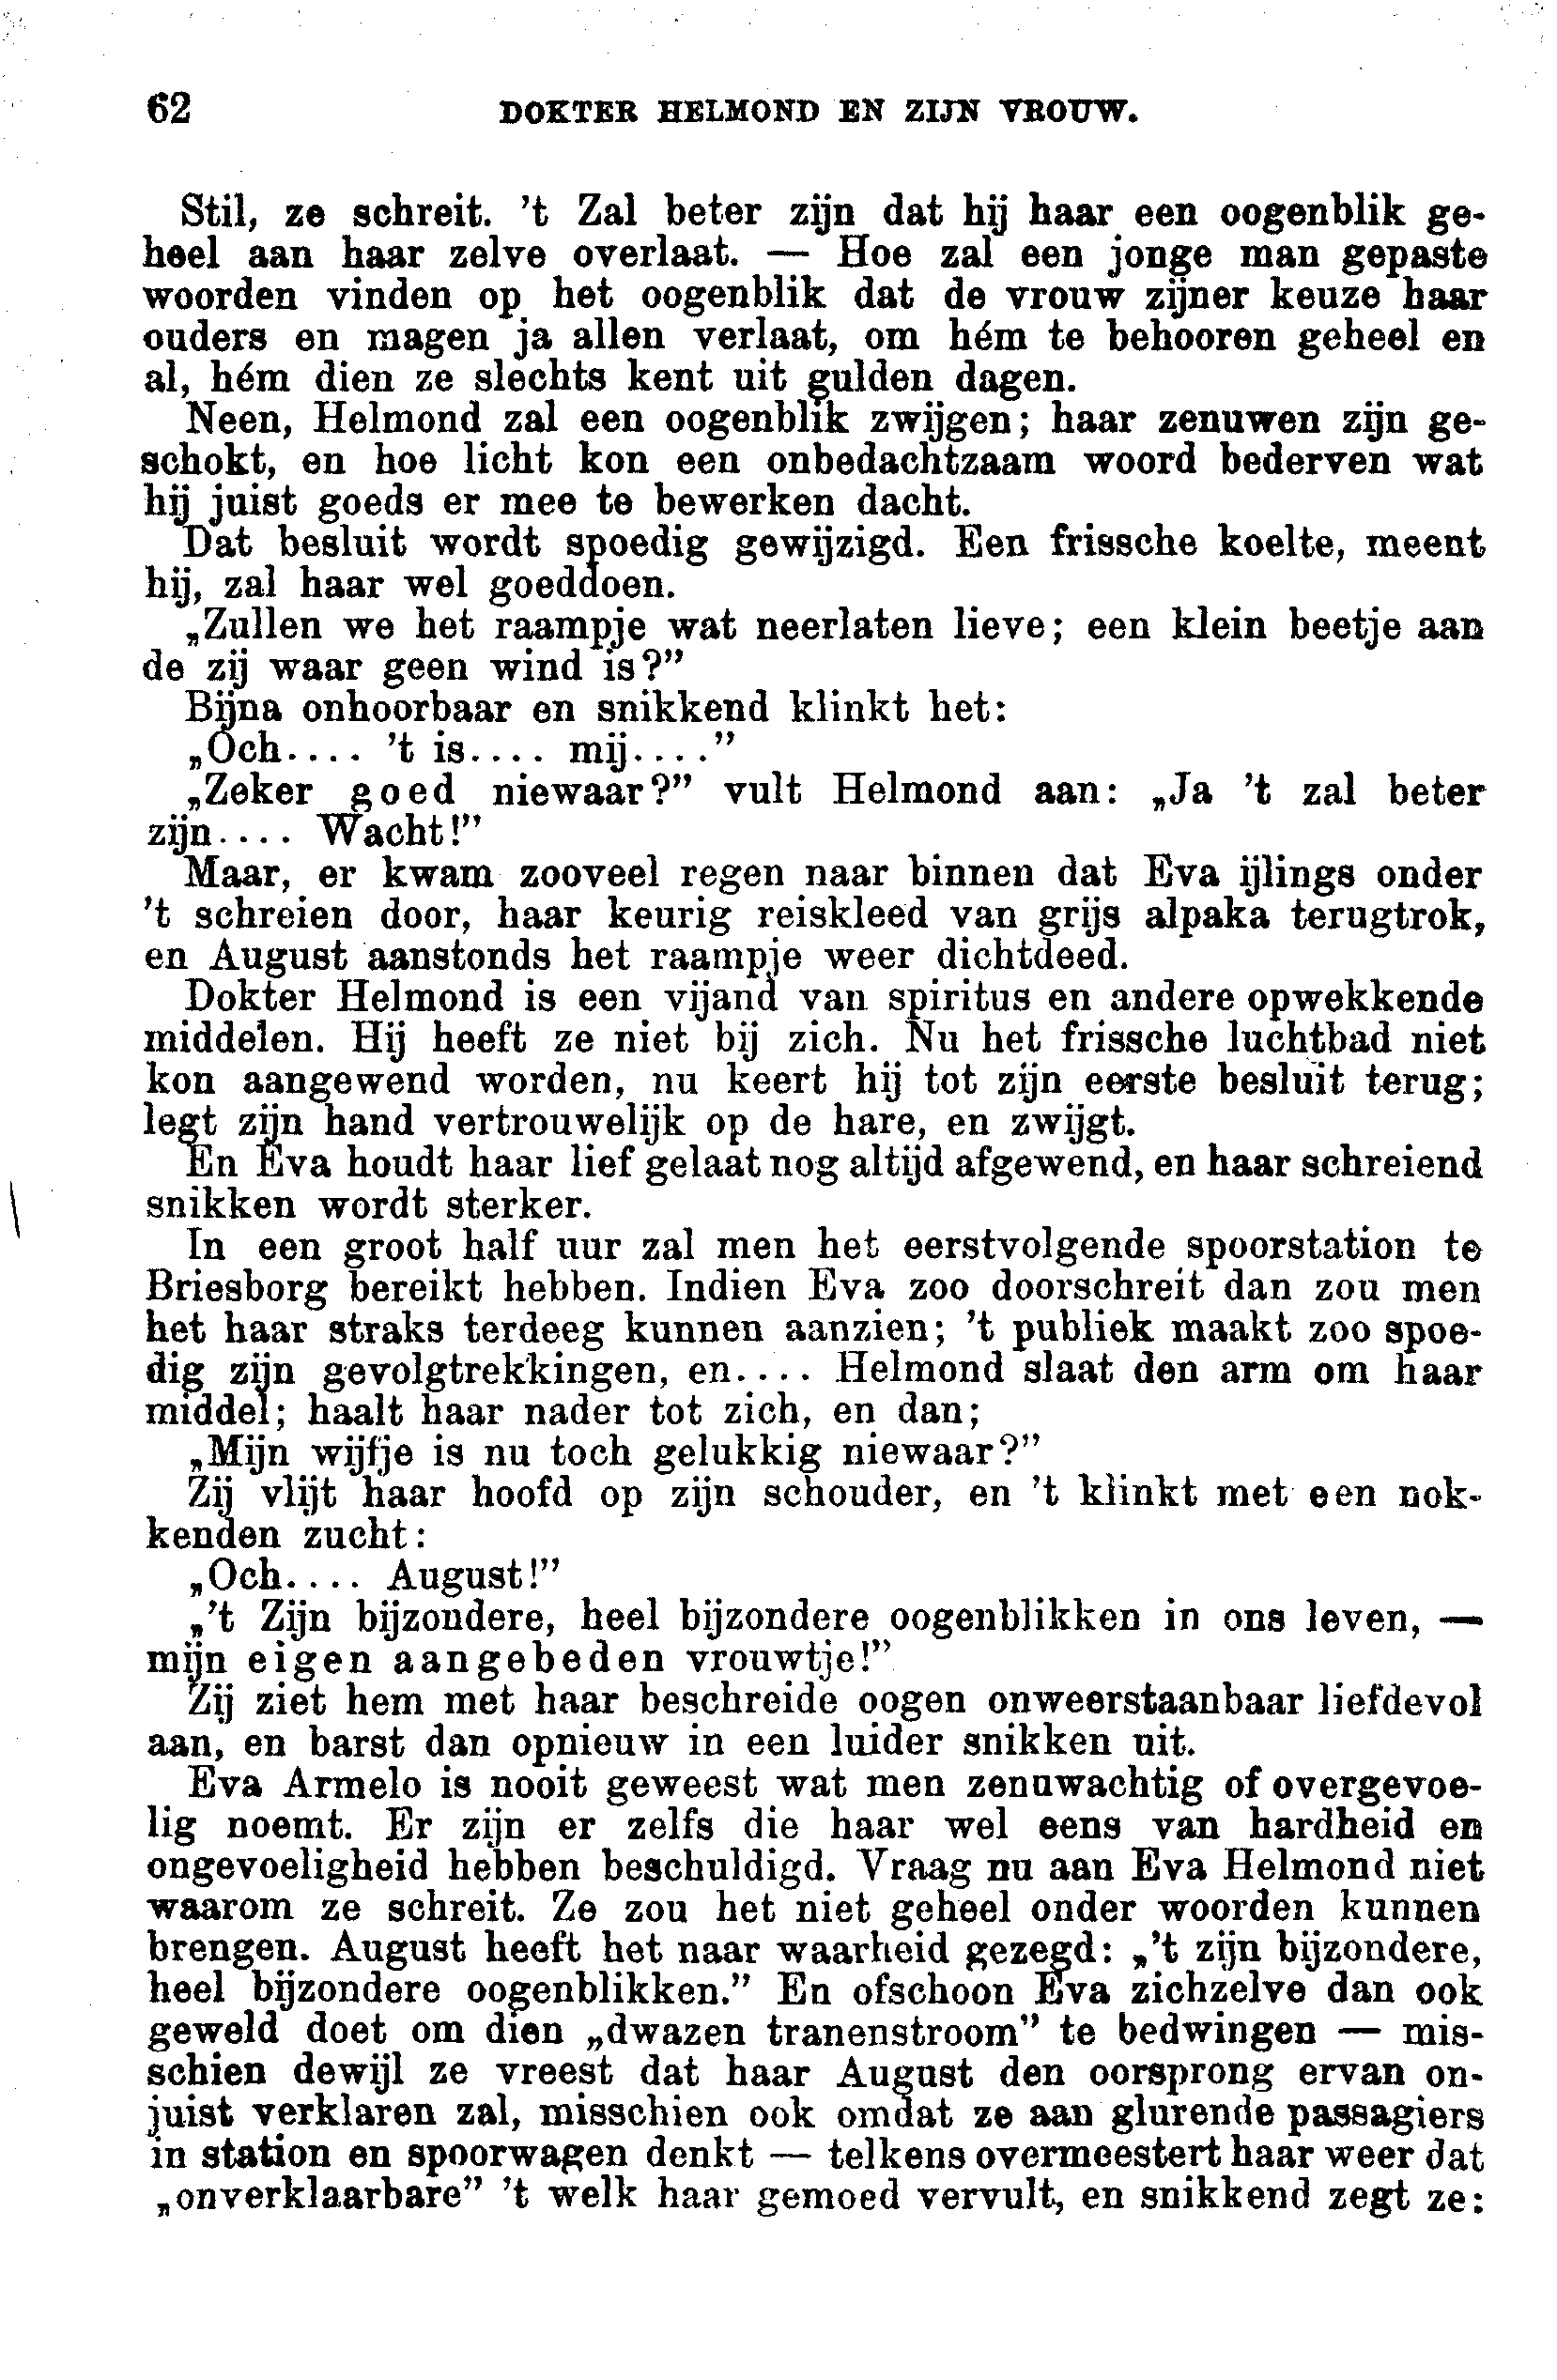 62 DOKTER HELMOND EN ZIJN VROUW.
Stil, ze schreit. 't Zal beter zijn dat hij haar een oogenblik ge-
heel aan haar zelve overlaat. — Hoe zal een jonge man gepaste
woorden vinden op het oogenblik dat de vrouw zijner keuze haar
ouders en magen ja allen verlaat, om hém te behooren geheel en
al, hém dien ze slechts kent uit gulden dagen.
Neen, Helmond zal een oogenblik zwijgen; haar zenuwen zijn ge-
schokt, en hoe licht kon een onbedachtzaam woord bederven wat
hij juist goeds er mee te bewerken dacht.
Dat besluit wordt spoedig gewijzigd. Een frissche koelte, meent
hij, zal haar wel goeddoen.
„Zullen we het raampje wat neerlaten lieve; een klein beetje aan
de zij waar geen wind is?”
Bijna onhoorbaar en snikkend klinkt het:
„Och.... 't is.... mij....”
„Zeker goed niewaar?” vult Helmond aan: „Ja 't zal beter
zijn.... Wacht!”
Maar, er kwam zooveel regen naar binnen dat Eva ijlings onder
't schreien door, haar keurig reiskleed van grijs alpaka terugtrok,
en August aanstonds het raampje weer dichtdeed.
Dokter Helmond is een vijand van spiritus en andere opwekkende
middelen. Hij heeft ze niet bij zich. Nu het frissche luchtbad niet
kon aangewend worden, nu keert hij tot zijn eerste besluit terug;
legt zijn hand vertrouwelijk op de hare, en zwijgt.
En Eva houdt haar lief gelaat nog altijd afgewend, en haar schreiend
snikken wordt sterker.
In een groot half uur zal men het eerstvolgende spoorstation te
Briesborg bereikt hebben. Indien Eva zoo doorschreit dan zou men
het haar straks terdeeg kunnen aanzien; 't publiek maakt zoo spoe-
dig zijn gevolgtrekkingen, en.... Helmond slaat den arm om haar
middel; haalt haar nader tot zich, en dan;
„Mijn wijfje is nu toch gelukkig niewaar?”
Zij vlijt haar hoofd op zijn schouder, en 't klinkt met een nok-
kenden zucht:
„Och.... August!”
„'t Zijn bijzoudere, heel bijzondere oogenblikken in ons leven, —
mijn eigen aangebeden vrouwtje!”
Zij ziet hem met haar beschreide oogen onweerstaanbaar liefdevol
aan, en barst dan opnieuw in een luider snikken uit.
Eva Armelo is nooit geweest wat men zenuwachtig of overgevoe-
lig noemt. Er zijn er zelfs die haar wel eens van hardheid en
ongevoeligheid hebben beschuldigd. Vraag nu aan Eva Helmond niet
waarom ze schreit. Ze zou het niet geheel onder woorden kunnen
brengen. August heeft het naar waarheid gezegd: „'t zijn bijzondere,
heel bijzondere oogenblikken.” En ofschoon Eva zichzelve dan ook
geweld doet om dien „dwazen tranenstroom” te bedwingen — mis-
schien dewijl ze vreest dat haar August den oorsprong ervan on-
juist verklaren zal, misschien ook omdat ze aan glurende passagiers
in station en spoorwagen denkt — telkens overmeestert haar weer dat
„onverklaarbare” 't welk haar gemoed vervult, en snikkend zegt ze: